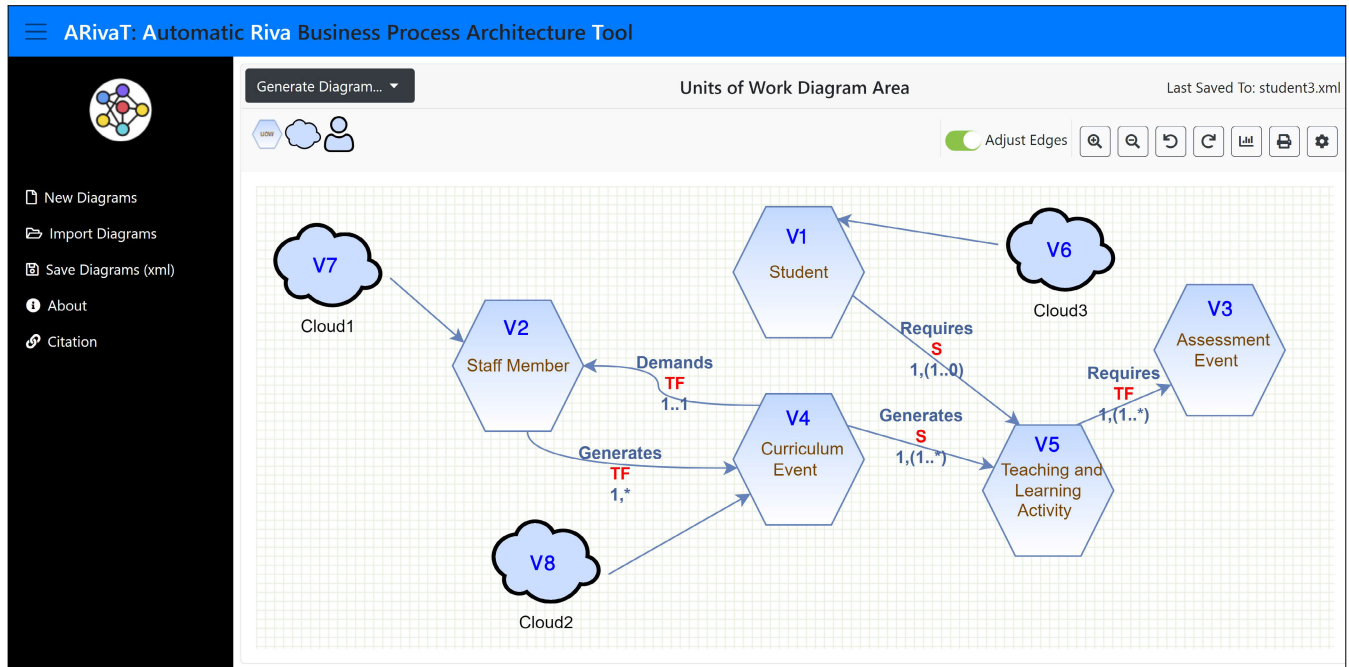 ARivaT: Automatic Riva Business Process Architecture Tool
Generate Diagram...
Units of Work Diagram Area
Last Saved To: student3.xml
UOW
Adjust Edges
New Diagrams
Import Diagrams
Save Diagrams (xml)
About
Citation
V7
Cloud1
V2
Staff Member
V1
Student
V6
Cloud3
V3
Assessment
Event
Requires
S
1,(1..0)
Demands
TF
1..1
Requires
TF
1,(1..*)
V4
Curriculum
Event
Generates
S
1,(1..*)
V5
Teaching and
Learning
Activity
Generates
TF
1,*
V8
Cloud2